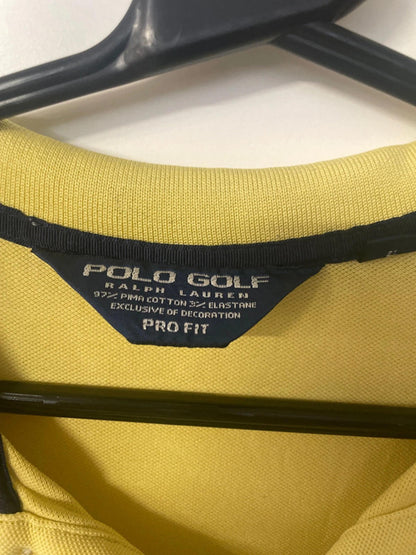 POLO GOLF
RALPH LAUREN
97% PIMA COTTON 3% ELASTANE
EXCLUSIVE OF DECORATION
PRO FIT